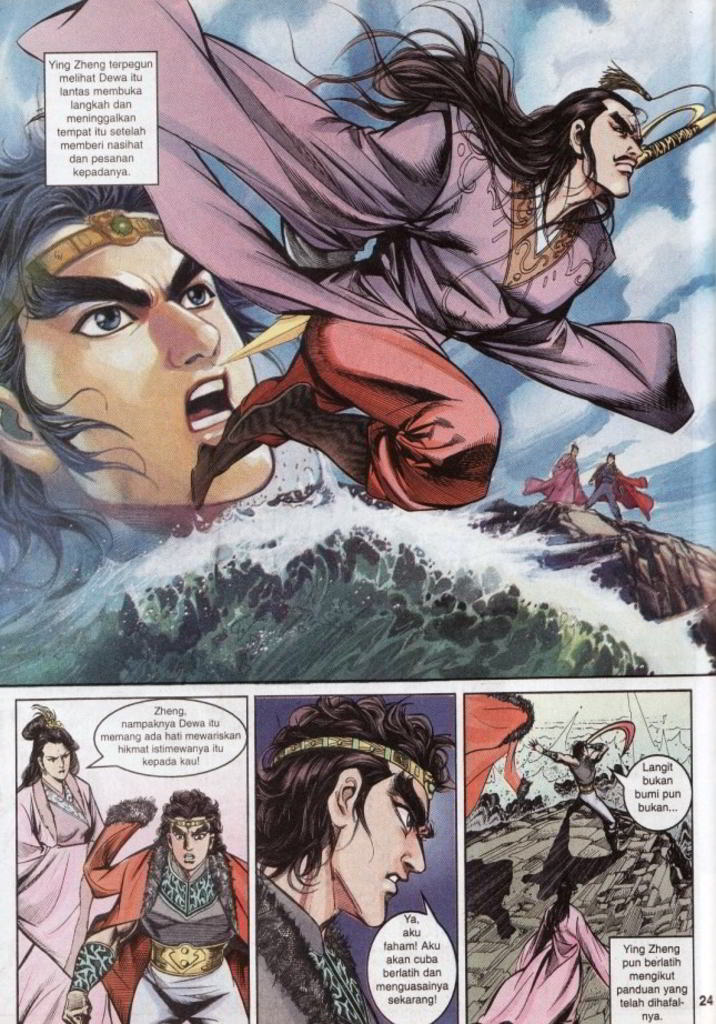 Ying Zheng terpegun
melihat Dewa itu
lantas membuka
langkah dan
meninggalkan
tempat itu setelah
memberi nasihat
dan pesanan
kepadanya.
Zheng,
nampaknya Dewa itu
memang ada hati mewariskan
hikmat istimewanya itu
kepada kau!
Ya,
aku
faham! Aku
akan cuba
berlatih dan
menguasainya
sekarang!
Langit
bukan
bumi pun
bukan...
Ying Zheng
pun berlatih
mengikut
panduan yang
telah dihafal-
nya.
24